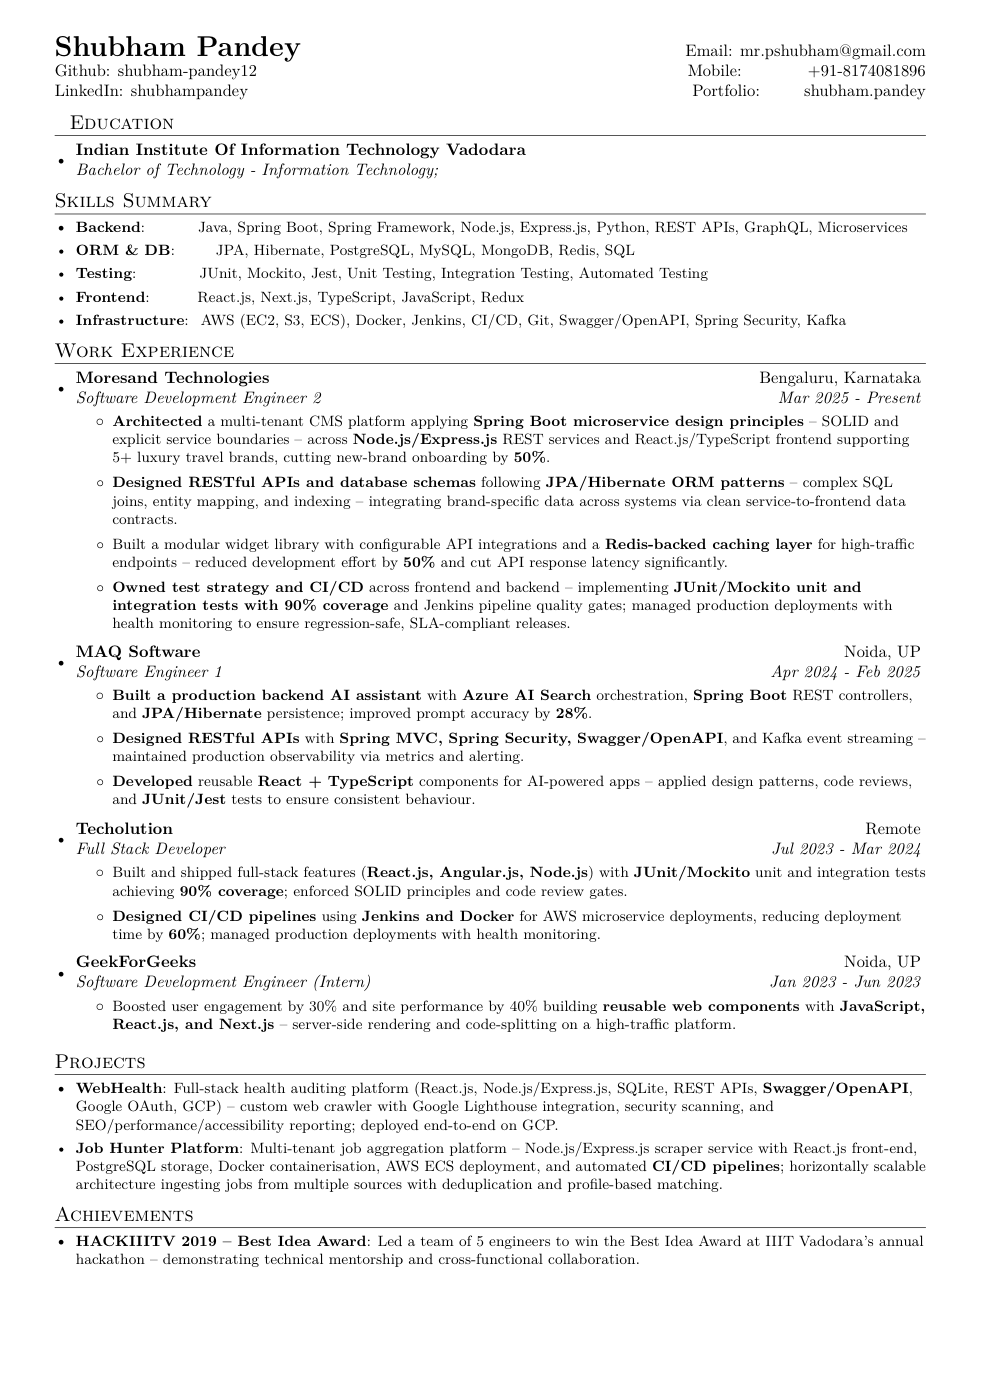 Shubham Pandey
Email: mr.pshubham@gmail.com
Github: shubham-pandey12
Mobile: +91-8174081896
LinkedIn: shubhampandey
Portfolio: shubham.pandey
Education
• Indian Institute Of Information Technology Vadodara
Bachelor of Technology - Information Technology;
Skills Summary
• Backend: Java, Spring Boot, Spring Framework, Node.js, Express.js, Python, REST APIs, GraphQL, Microservices
• ORM & DB: JPA, Hibernate, PostgreSQL, MySQL, MongoDB, Redis, SQL
• Testing: JUnit, Mockito, Jest, Unit Testing, Integration Testing, Automated Testing
• Frontend: React.js, Next.js, TypeScript, JavaScript, Redux
• Infrastructure: AWS (EC2, S3, ECS), Docker, Jenkins, CI/CD, Git, Swagger/OpenAPI, Spring Security, Kafka
Work Experience
• Moresand Technologies Bengaluru, Karnataka
Software Development Engineer 2 Mar 2025 - Present
◦ Architected a multi-tenant CMS platform applying Spring Boot microservice design principles – SOLID and
explicit service boundaries – across Node.js/Express.js REST services and React.js/TypeScript frontend supporting
5+ luxury travel brands, cutting new-brand onboarding by 50%.
◦ Designed RESTful APIs and database schemas following JPA/Hibernate ORM patterns – complex SQL
joins, entity mapping, and indexing – integrating brand-specific data across systems via clean service-to-frontend data
contracts.
◦ Built a modular widget library with configurable API integrations and a Redis-backed caching layer for high-traffic
endpoints – reduced development effort by 50% and cut API response latency significantly.
◦ Owned test strategy and CI/CD across frontend and backend – implementing JUnit/Mockito unit and
integration tests with 90% coverage and Jenkins pipeline quality gates; managed production deployments with
health monitoring to ensure regression-safe, SLA-compliant releases.
• MAQ Software Noida, UP
Software Engineer 1 Apr 2024 - Feb 2025
◦ Built a production backend AI assistant with Azure AI Search orchestration, Spring Boot REST controllers,
and JPA/Hibernate persistence; improved prompt accuracy by 28%.
◦ Designed RESTful APIs with Spring MVC, Spring Security, Swagger/OpenAPI, and Kafka event streaming –
maintained production observability via metrics and alerting.
◦ Developed reusable React + TypeScript components for AI-powered apps – applied design patterns, code reviews,
and JUnit/Jest tests to ensure consistent behaviour.
• Techolution Remote
Full Stack Developer Jul 2023 - Mar 2024
◦ Built and shipped full-stack features (React.js, Angular.js, Node.js) with JUnit/Mockito unit and integration tests
achieving 90% coverage; enforced SOLID principles and code review gates.
◦ Designed CI/CD pipelines using Jenkins and Docker for AWS microservice deployments, reducing deployment
time by 60%; managed production deployments with health monitoring.
• GeekForGeeks Noida, UP
Software Development Engineer (Intern) Jan 2023 - Jun 2023
◦ Boosted user engagement by 30% and site performance by 40% building reusable web components with JavaScript,
React.js, and Next.js – server-side rendering and code-splitting on a high-traffic platform.
Projects
• WebHealth: Full-stack health auditing platform (React.js, Node.js/Express.js, SQLite, REST APIs, Swagger/OpenAPI,
Google OAuth, GCP) – custom web crawler with Google Lighthouse integration, security scanning, and
SEO/performance/accessibility reporting; deployed end-to-end on GCP.
• Job Hunter Platform: Multi-tenant job aggregation platform – Node.js/Express.js scraper service with React.js front-end,
PostgreSQL storage, Docker containerisation, AWS ECS deployment, and automated CI/CD pipelines; horizontally scalable
architecture ingesting jobs from multiple sources with deduplication and profile-based matching.
Achievements
• HACKIIITV 2019 – Best Idea Award: Led a team of 5 engineers to win the Best Idea Award at IIIT Vadodara's annual
hackathon – demonstrating technical mentorship and cross-functional collaboration.